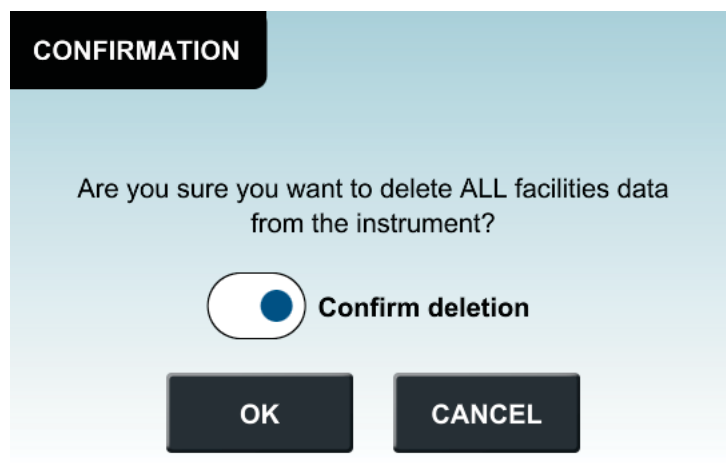 CONFIRMATION
Are you sure you want to delete ALL facilities data
from the instrument?
Confirm deletion
OK
CANCEL